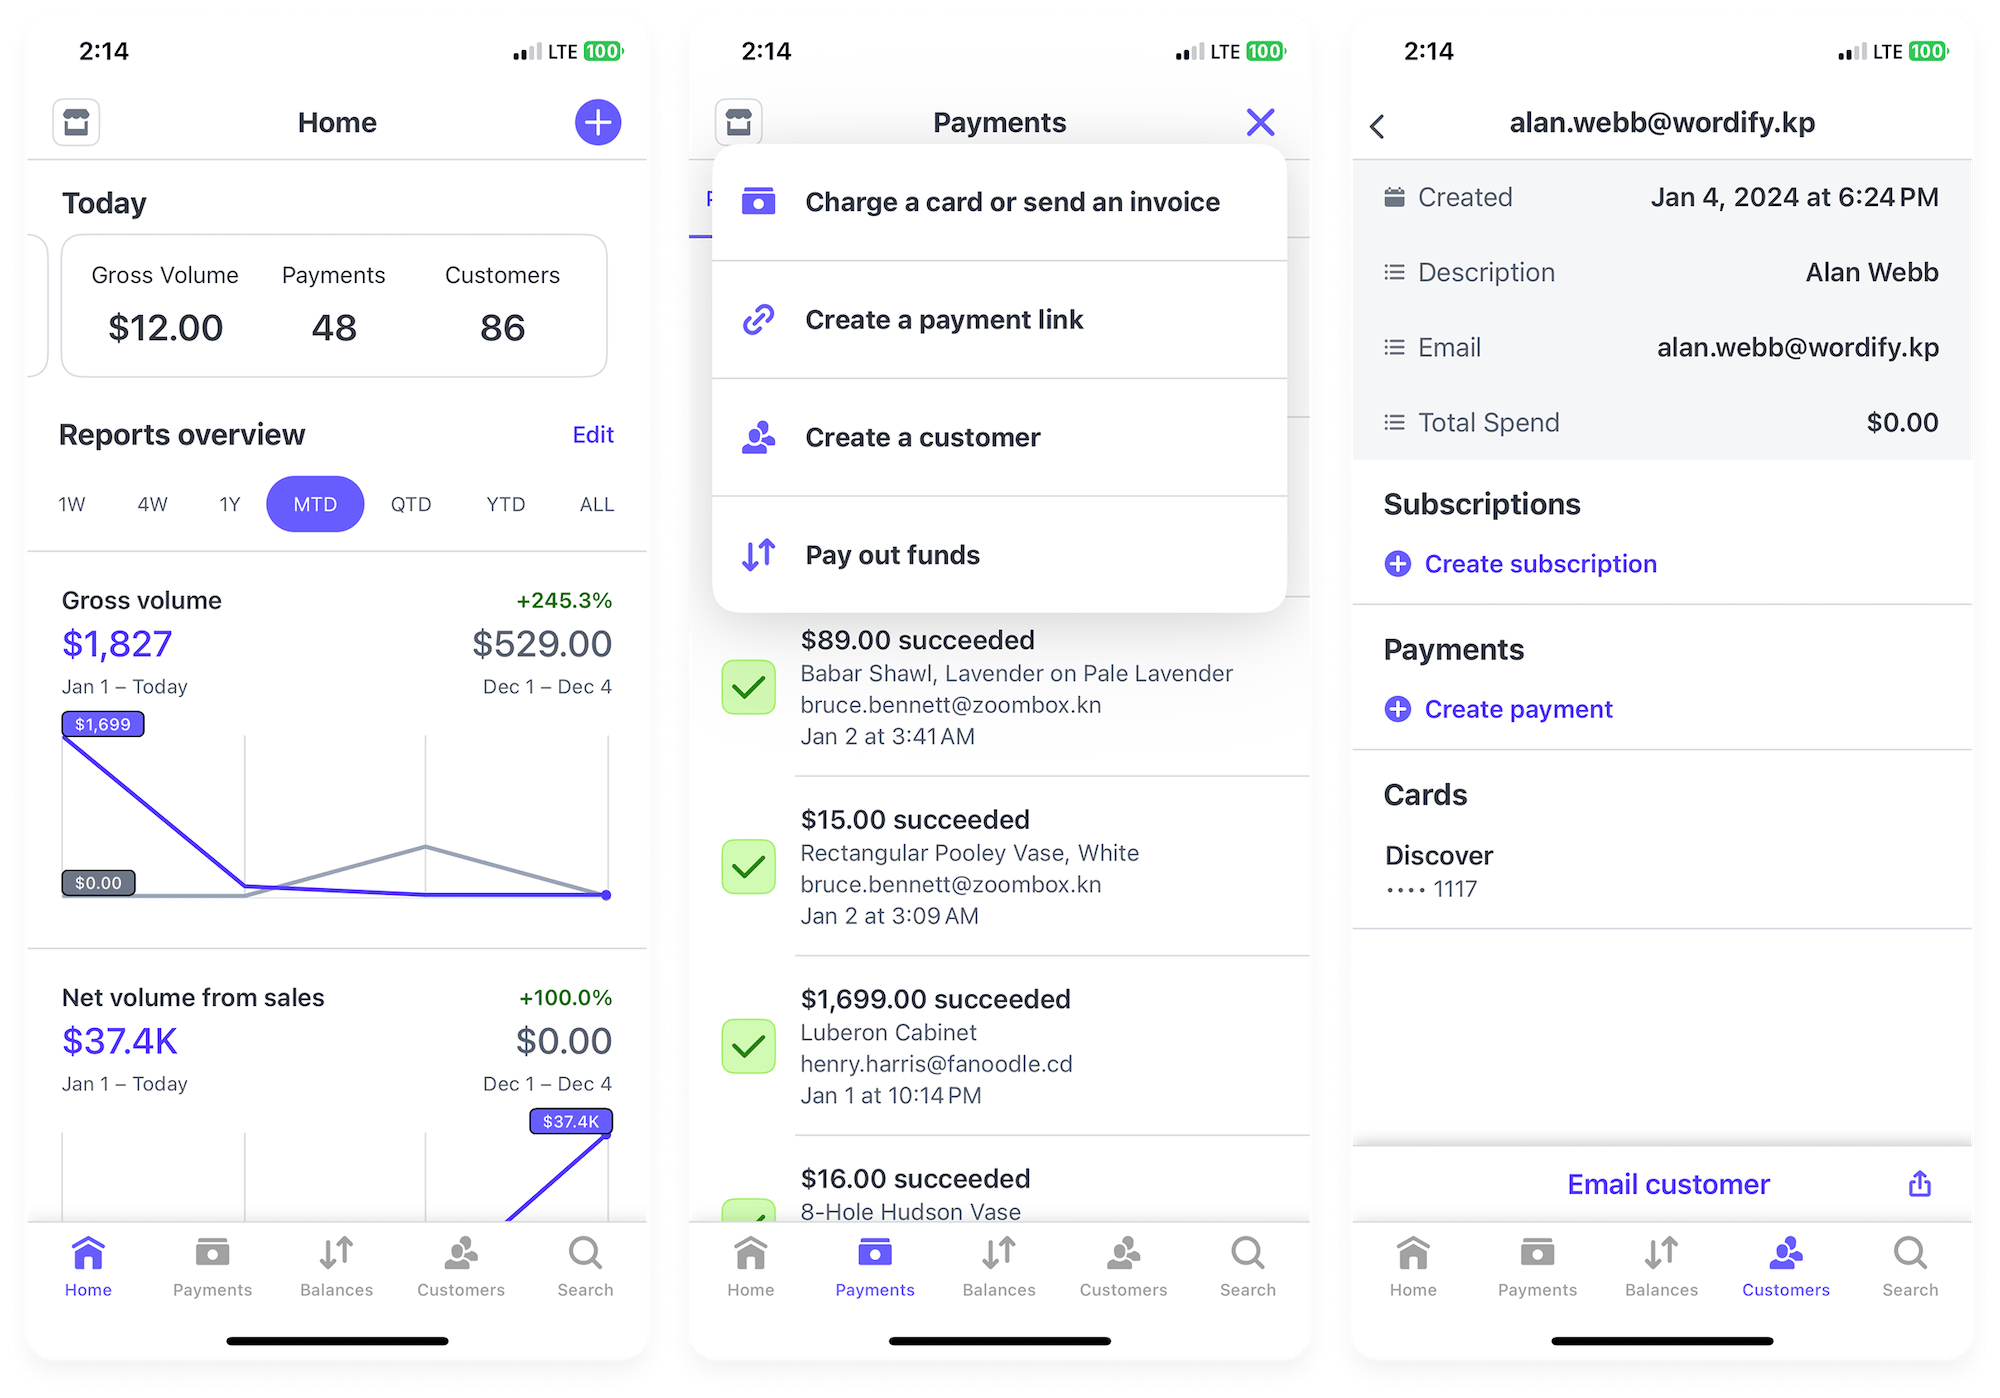 2:14
LTE 100
Home
Today
Gross Volume Payments Customers
$12.00 48 86
Reports overview Edit
1W 4W 1Y MTD QTD YTD ALL
Gross volume +245.3%
$1,827 $529.00
Jan 1 – Today Dec 1 – Dec 4
$1,699
$0.00
Net volume from sales +100.0%
$37.4K $0.00
Jan 1 – Today Dec 1 – Dec 4
$37.4K
Home Payments Balances Customers Search
2:14
LTE 100
Payments
Charge a card or send an invoice
Create a payment link
Create a customer
Pay out funds
$89.00 succeeded
Babar Shawl, Lavender on Pale Lavender
bruce.bennett@zoombox.kn
Jan 2 at 3:41 AM
$15.00 succeeded
Rectangular Pooley Vase, White
bruce.bennett@zoombox.kn
Jan 2 at 3:09 AM
$1,699.00 succeeded
Luberon Cabinet
henry.harris@fanoodle.cd
Jan 1 at 10:14 PM
$16.00 succeeded
8-Hole Hudson Vase
Home Payments Balances Customers Search
2:14
LTE 100
alan.webb@wordify.kp
Created Jan 4, 2024 at 6:24 PM
Description Alan Webb
Email alan.webb@wordify.kp
Total Spend $0.00
Subscriptions
Create subscription
Payments
Create payment
Cards
Discover
•••• 1117
Email customer
Home Payments Balances Customers Search